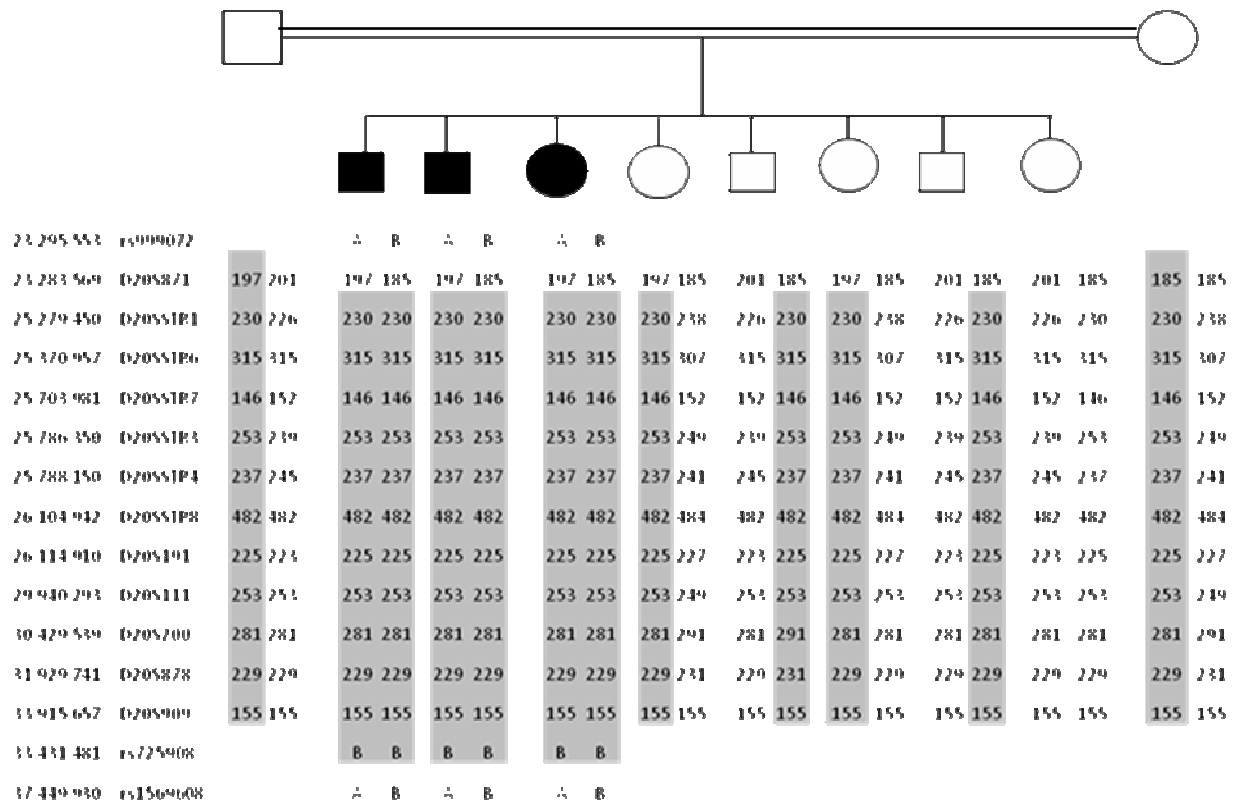 23 295 553 rs999072 A B A B A B
23 283 569 D20S871 197 201 197 185 197 185 197 185 197 185 201 185 197 185 201 185 201 185 185 185
25 279 450 D20SSTR1 230 226 230 230 230 230 230 230 230 238 226 230 230 238 226 230 226 230 230 238
25 370 957 D20SSTR6 315 315 315 315 315 315 315 315 315 307 315 315 315 307 315 315 315 315 315 307
25 703 981 D20SSTR7 146 152 146 146 146 146 146 146 146 152 152 146 146 152 152 146 152 146 146 152
25 786 350 D20SSTR3 253 239 253 253 253 253 253 253 253 249 239 253 253 249 239 253 239 253 253 249
25 788 150 D20SSTR4 237 245 237 237 237 237 237 237 237 241 245 237 237 241 245 237 245 237 237 241
26 104 942 D20SSTR8 482 482 482 482 482 482 482 482 482 484 482 482 482 484 482 482 482 482 482 484
26 114 910 D20S191 225 223 225 225 225 225 225 225 225 227 223 225 225 227 223 225 223 225 225 227
29 940 293 D20S111 253 253 253 253 253 253 253 253 253 249 253 253 253 253 253 253 253 253 253 249
30 429 539 D20S200 281 281 281 281 281 281 281 281 281 291 281 291 281 281 281 281 281 281 281 291
31 929 741 D20S878 229 229 229 229 229 229 229 229 229 231 229 231 229 229 229 229 229 229 229 231
33 915 657 D20S909 155 155 155 155 155 155 155 155 155 155 155 155 155 155 155 155 155 155 155 155
33 431 481 rs725908 B B B B B B
37 449 930 rs1569608 A B A B A B